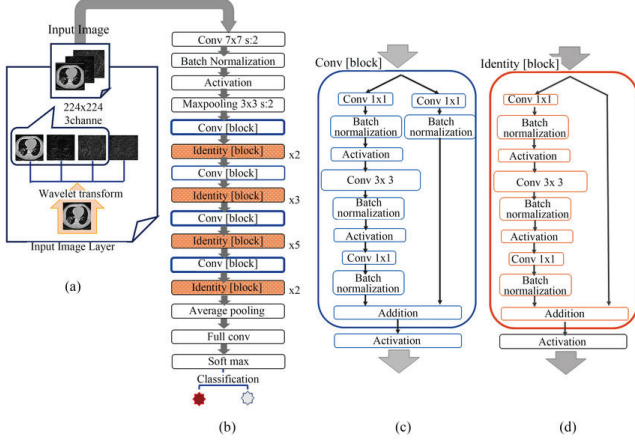 Input Image
224x224
3channe
Wavelet transform
Input Image Layer
(a)
Conv 7x7 s:2
Batch Normalization
Activation
Maxpooling 3x3 s:2
Conv [block]
Identity [block]
x2
Conv [block]
Identity [block]
x3
Conv [block]
Identity [block]
x5
Conv [block]
Identity [block]
x2
Average pooling
Full conv
Soft max
Classification
(b)
Conv [block]
Conv 1x1
Conv 1x1
Batch
normalization
Batch
normalization
Activation
Conv 3x 3
Batch
normalization
Activation
Conv 1x1
Batch
normalization
Addition
Activation
(c)
Identity [block]
Conv 1x1
Batch
normalization
Activation
Conv 3x 3
Batch
normalization
Activation
Conv 1x1
Batch
normalization
Addition
Activation
(d)